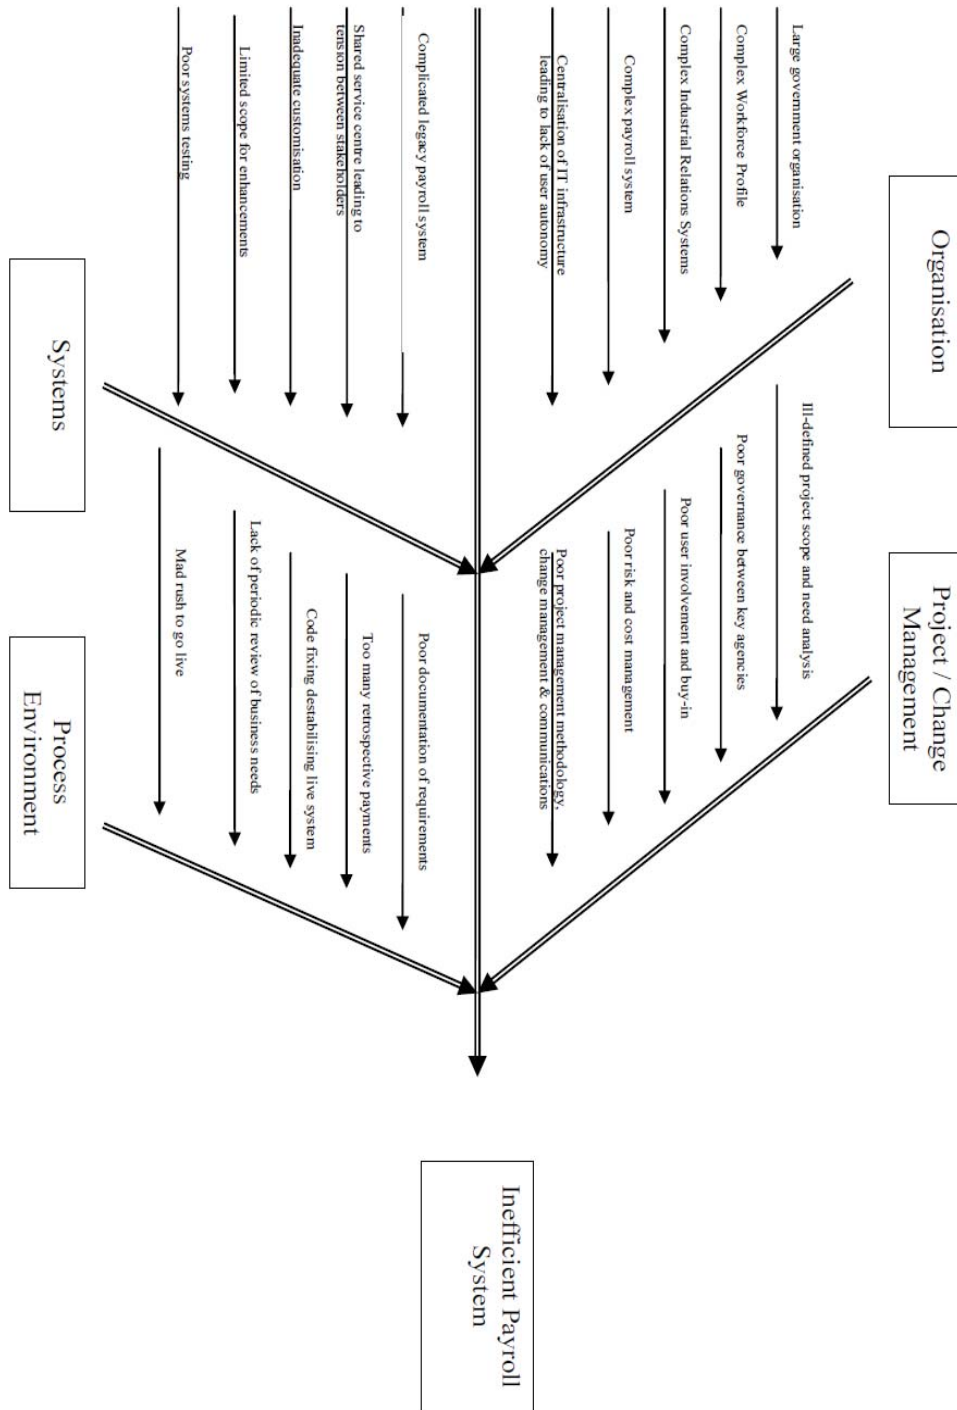 Organisation
Project / Change
Management
Large government organisation
Complex Workforce Profile
Complex Industrial Relations Systems
Complex payroll system
Centralisation of IT infrastructure
leading to lack of user autonomy
Ill-defined project scope and need analysis
Poor governance between key agencies
Poor user involvement and buy-in
Poor risk and cost management
Poor project management methodology,
change management & communications
Inefficient Payroll
System
Complicated legacy payroll system
Shared service centre leading to
tension between stakeholders
Inadequate customisation
Limited scope for enhancements
Poor systems testing
Poor documentation of requirements
Too many retrospective payments
Code fixing destabilising live system
Lack of periodic review of business needs
Mad rush to go live
Systems
Process
Environment